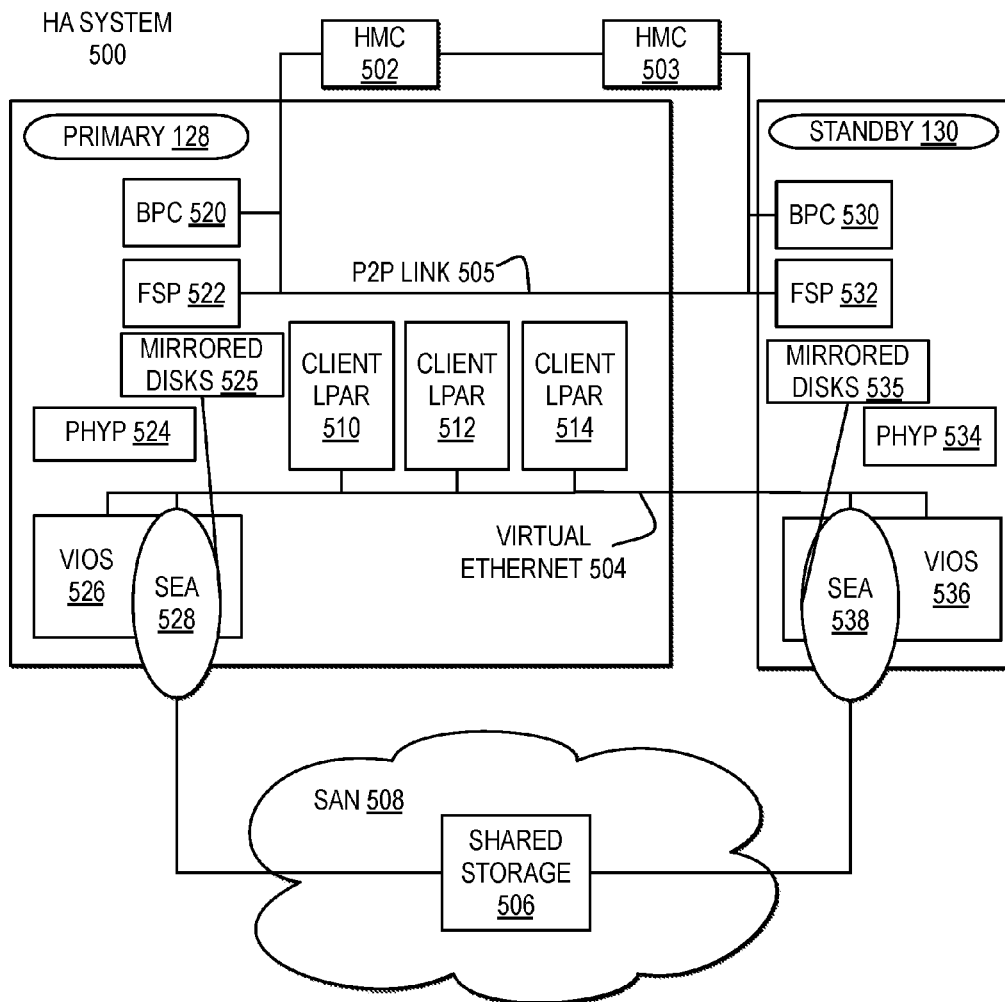 HA SYSTEM
500
HMC
502
HMC
503
PRIMARY 128
STANDBY 130
BPC 520
BPC 530
P2P LINK 505
FSP 522
FSP 532
MIRRORED
DISKS 525
CLIENT
LPAR
510
CLIENT
LPAR
512
CLIENT
LPAR
514
MIRRORED
DISKS 535
PHYP 524
PHYP 534
VIRTUAL
ETHERNET 504
VIOS
526
SEA
528
SEA
538
VIOS
536
SAN 508
SHARED
STORAGE
506